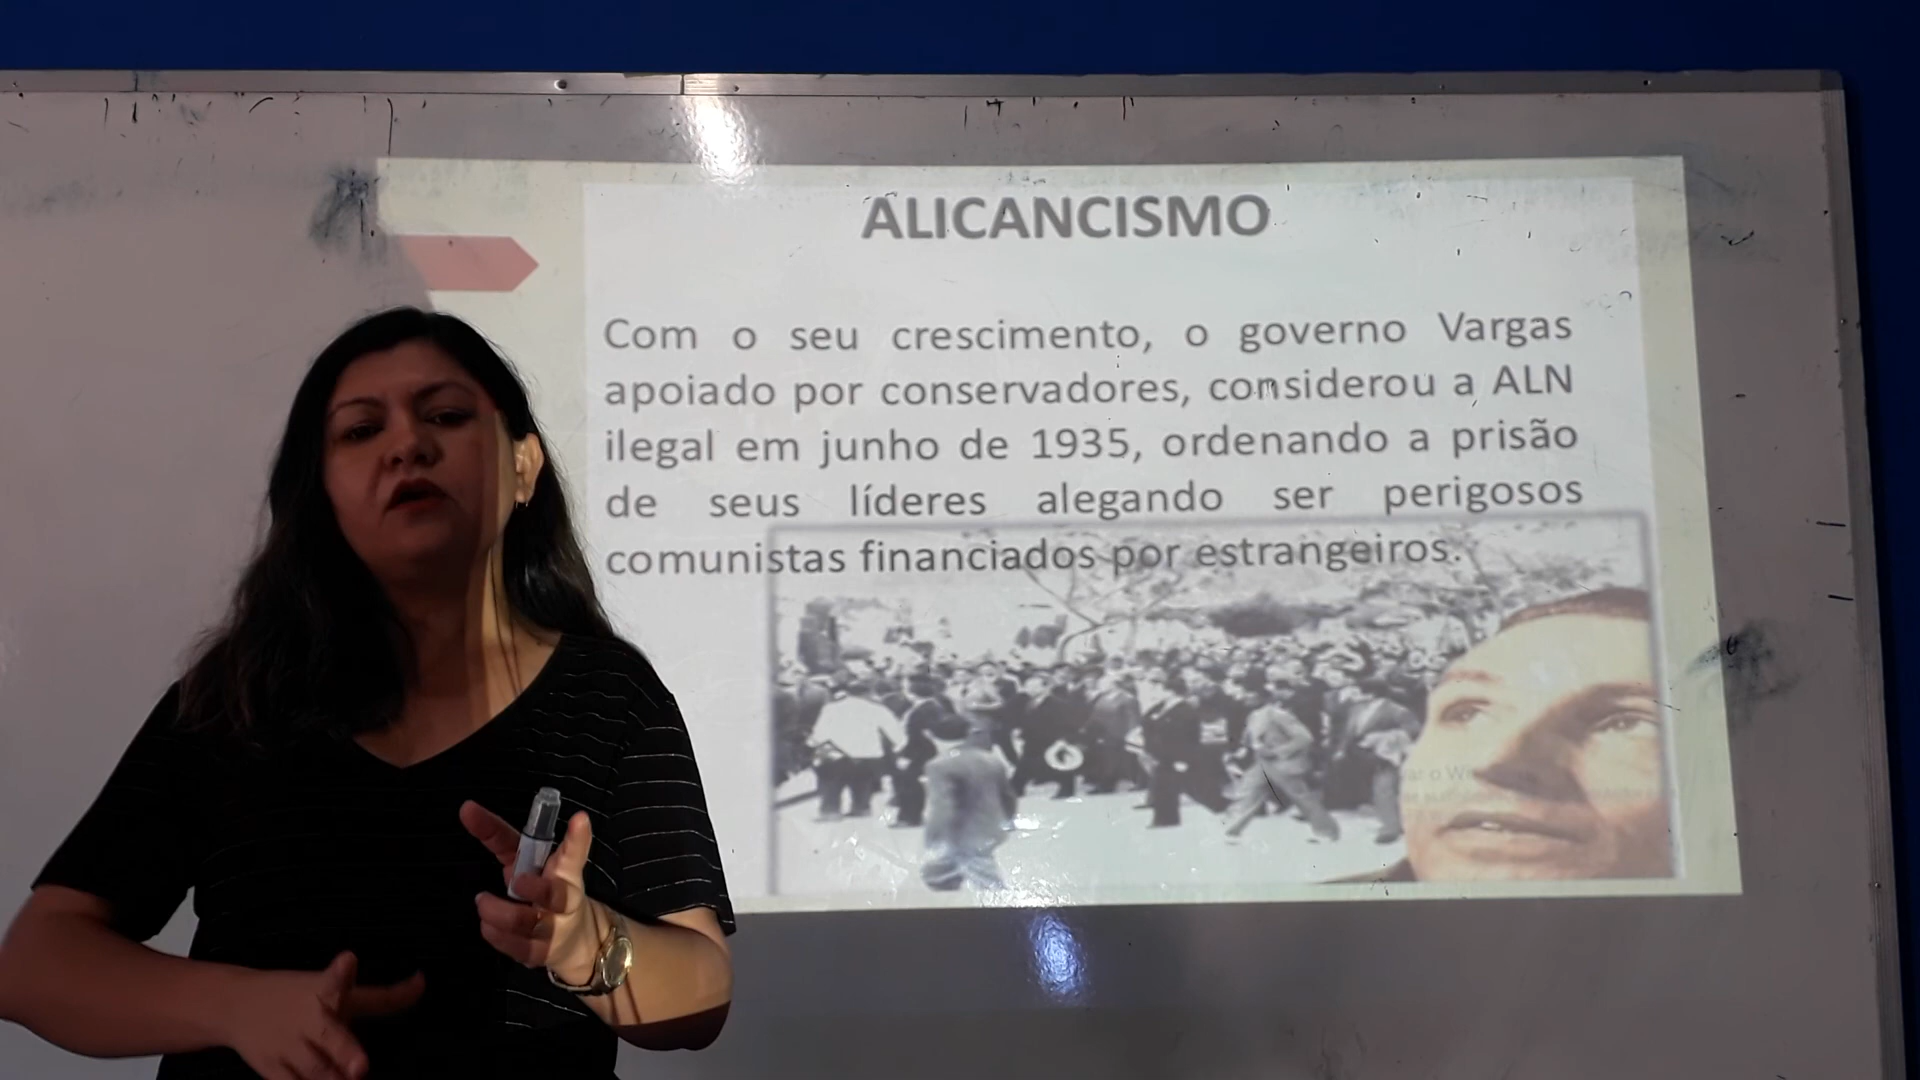 ALICANCISMO
Com o seu crescimento, o governo Vargas
apoiado por conservadores, considerou a ALN
ilegal em junho de 1935, ordenando a prisão
de seus líderes alegando ser perigosos
comunistas financiados por estrangeiros.